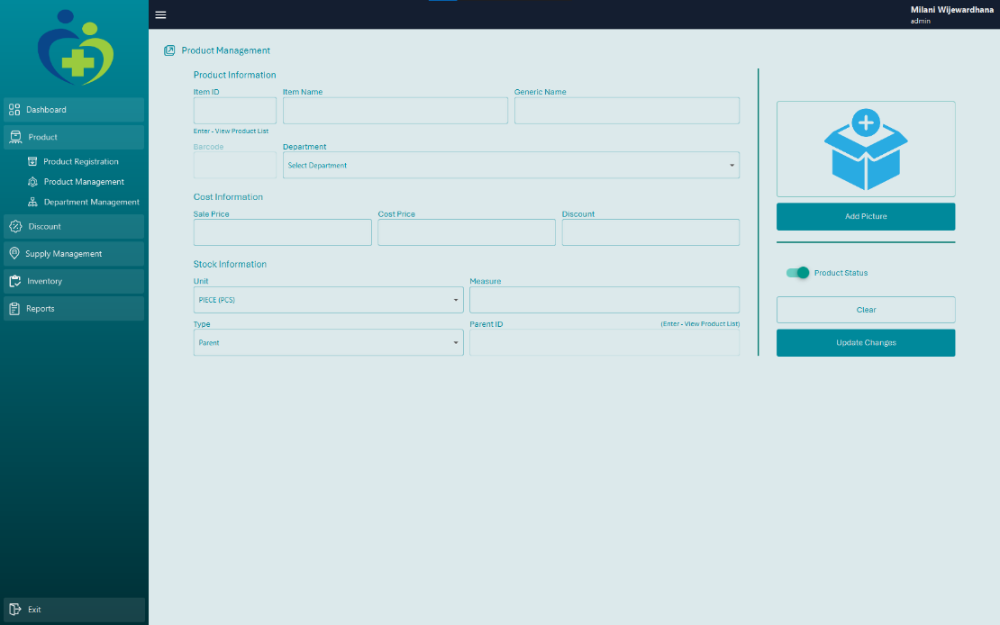 Milani Wijewardhana
admin
Dashboard
Product
Product Registration
Product Management
Department Management
Discount
Supply Management
Inventory
Reports
Exit
Product Management
Product Information
Item ID Item Name Generic Name
Enter - View Product List
Barcode Department
Select Department
Cost Information
Sale Price Cost Price Discount
Stock Information
Unit Measure
PIECE (PCS)
Type Parent ID (Enter - View Product List)
Parent
Add Picture
Product Status
Clear
Update Changes